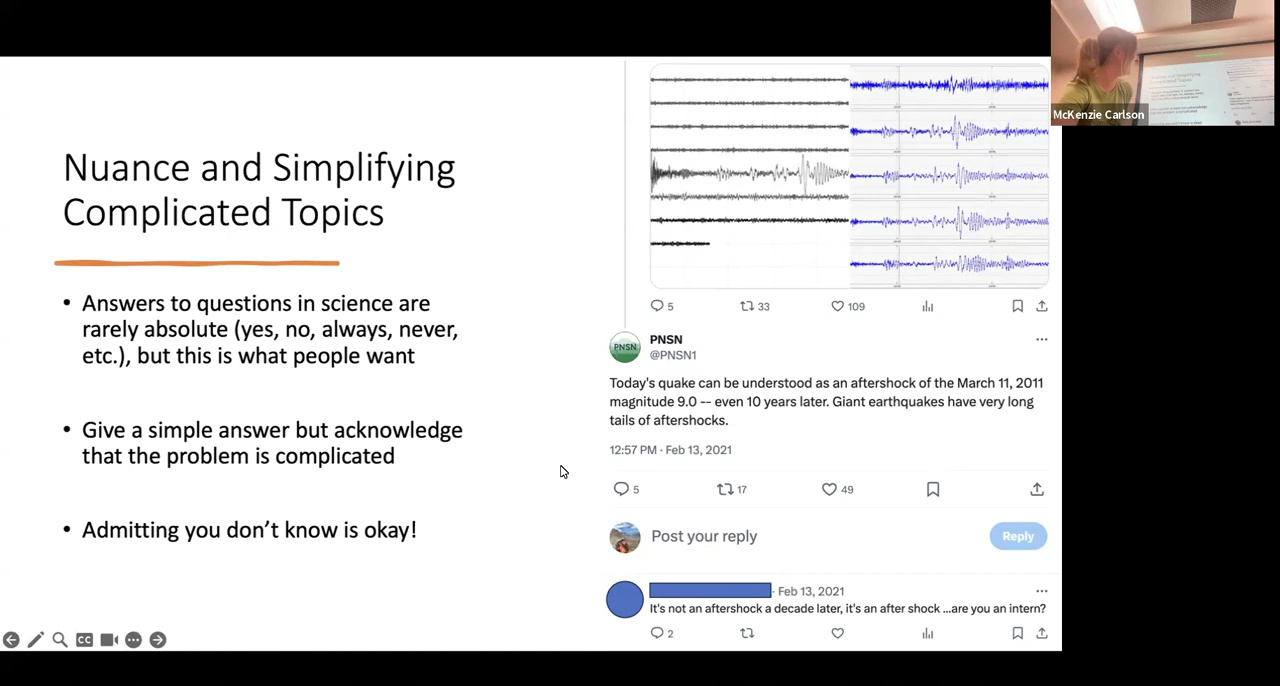 Nuance and Simplifying
Complicated Topics
• Answers to questions in science are
rarely absolute (yes, no, always, never,
etc.), but this is what people want
• Give a simple answer but acknowledge
that the problem is complicated
• Admitting you don't know is okay!
5 33 109
PNSN
PNSN
@PNSN1
Today's quake can be understood as an aftershock of the March 11, 2011
magnitude 9.0 -- even 10 years later. Giant earthquakes have very long
tails of aftershocks.
12:57 PM · Feb 13, 2021
5 17 49
Post your reply
Reply
· Feb 13, 2021
It's not an aftershock a decade later, it's an after shock ...are you an intern?
2
CC
McKenzie Carlson